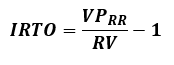 IRTO = VP_RR / RV − 1